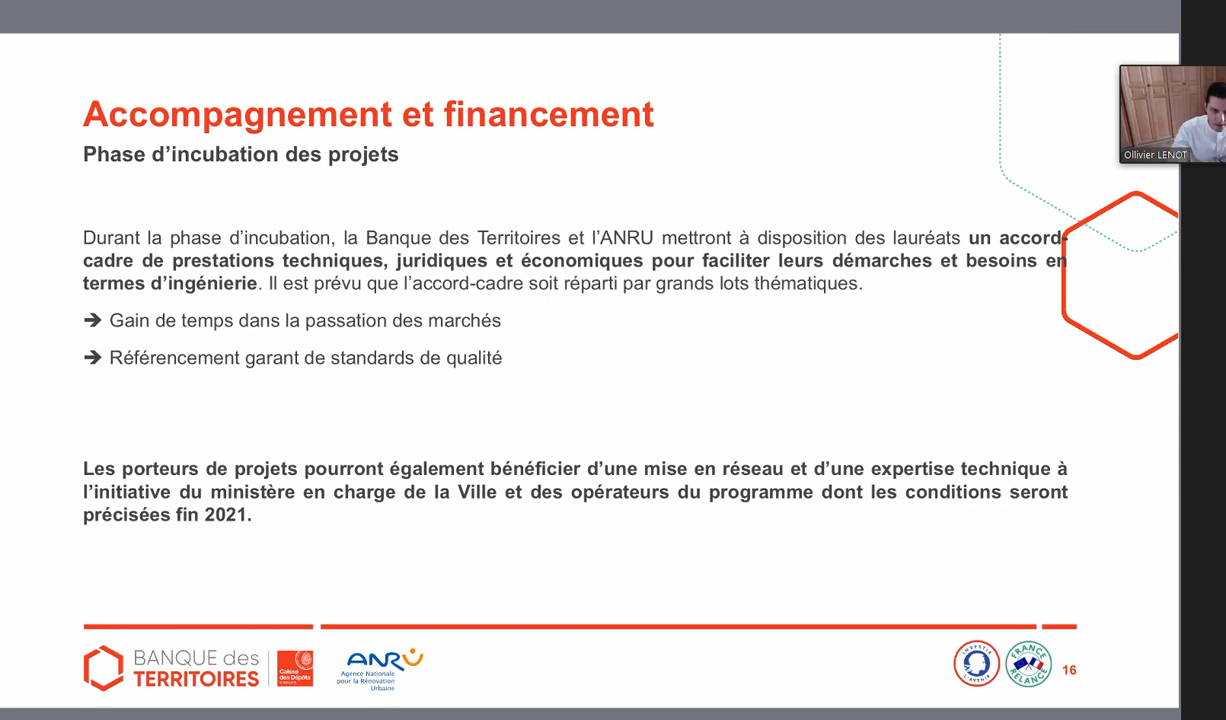 Accompagnement et financement
Phase d’incubation des projets
Ollivier LENOT
Durant la phase d’incubation, la Banque des Territoires et l’ANRU mettront à disposition des lauréats un accord-
cadre de prestations techniques, juridiques et économiques pour faciliter leurs démarches et besoins en
termes d’ingénierie. Il est prévu que l’accord-cadre soit réparti par grands lots thématiques.
➔ Gain de temps dans la passation des marchés
➔ Référencement garant de standards de qualité
Les porteurs de projets pourront également bénéficier d’une mise en réseau et d’une expertise technique à
l’initiative du ministère en charge de la Ville et des opérateurs du programme dont les conditions seront
précisées fin 2021.
BANQUE des
TERRITOIRES
Caisse
des Dépôts
GROUPE
ANRU
Agence Nationale
pour la Rénovation
Urbaine
INVESTIR
L'AVENIR
FRANCE
RELANCE
16